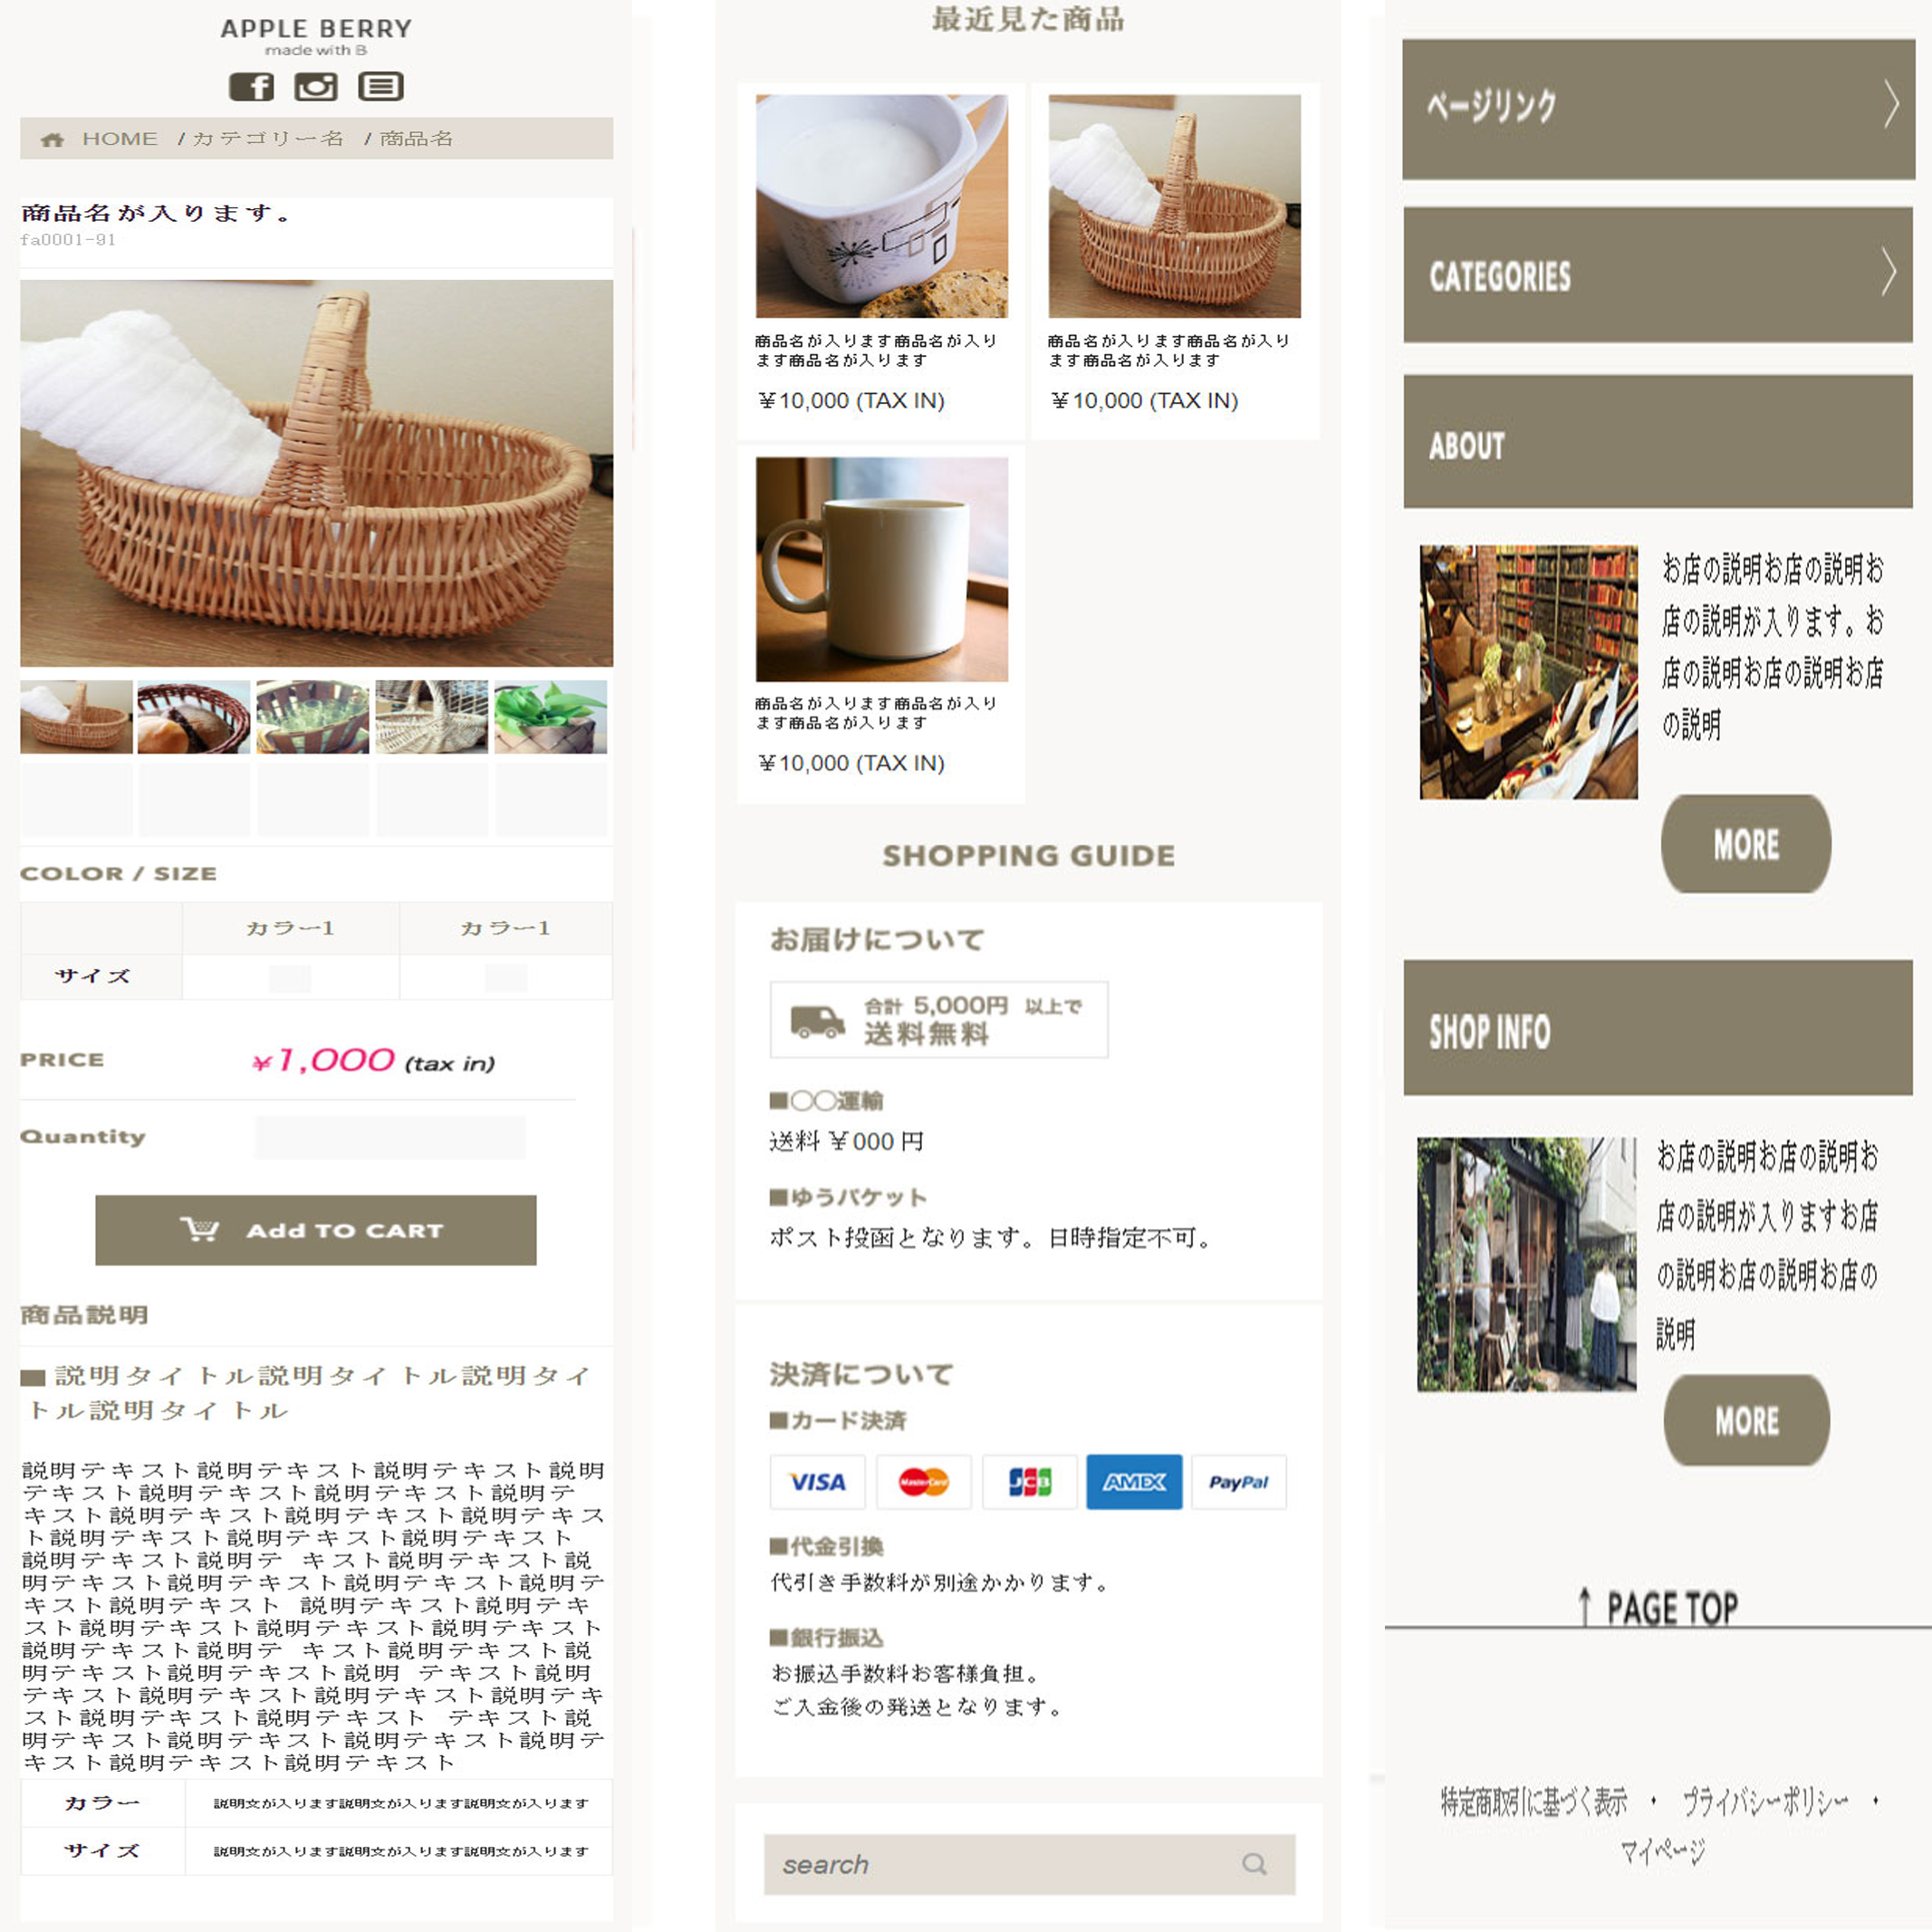 APPLE BERRY
made with B
HOME / カテゴリー名 / 商品名
商品名が入ります。
fa0001-91
COLOR / SIZE
カラー1 カラー1
サイズ
PRICE ¥1,000 (tax in)
Quantity
Add TO CART
商品説明
■ 説明タイトル説明タイトル説明タイ
トル説明タイトル
説明テキスト説明テキスト説明テキスト説明
テキスト説明テキスト説明テキスト説明テ
キスト説明テキスト説明テキスト説明テキス
ト説明テキスト説明テキスト説明テキスト
説明テキスト説明テ キスト説明テキスト説
明テキスト説明テキスト説明テキスト説明テ
キスト説明テキスト 説明テキスト説明テキ
スト説明テキスト説明テキスト説明テキスト
説明テキスト説明テ キスト説明テキスト説
明テキスト説明テキスト説明 テキスト説明
テキスト説明テキスト説明テキスト説明テキ
スト説明テキスト説明テキスト テキスト説
明テキスト説明テキスト説明テキスト説明テ
キスト説明テキスト説明テキスト
カラー 説明文が入ります説明文が入ります説明文が入ります
サイズ 説明文が入ります説明文が入ります説明文が入ります
最近見た商品
商品名が入ります商品名が入り
ます商品名が入ります
¥10,000 (TAX IN)
商品名が入ります商品名が入り
ます商品名が入ります
¥10,000 (TAX IN)
商品名が入ります商品名が入り
ます商品名が入ります
¥10,000 (TAX IN)
SHOPPING GUIDE
お届けについて
合計 5,000円 以上で
送料無料
■〇〇運輸
送料 ¥000 円
■ゆうパケット
ポスト投函となります。日時指定不可。
決済について
■カード決済
VISA MasterCard JCB AMEX PayPal
■代金引換
代引き手数料が別途かかります。
■銀行振込
お振込手数料お客様負担。
ご入金後の発送となります。
search
ページリンク
CATEGORIES
ABOUT
お店の説明お店の説明お
店の説明が入ります。お
店の説明お店の説明お店
の説明
MORE
SHOP INFO
お店の説明お店の説明お
店の説明が入りますお店
の説明お店の説明お店の
説明
MORE
↑ PAGE TOP
特定商取引に基づく表示 ・ プライバシーポリシー ・
マイページ